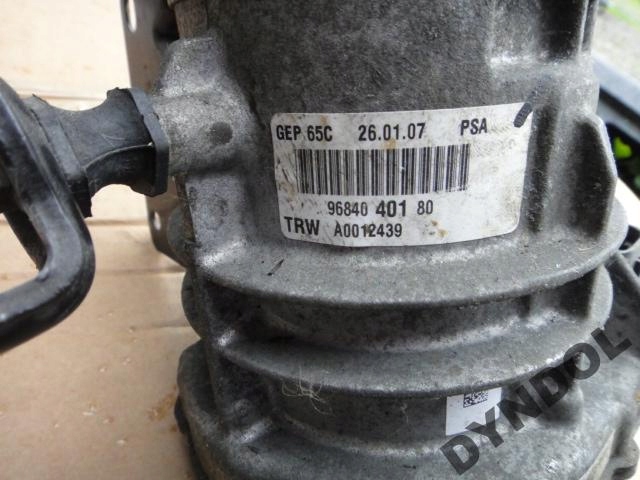 GEP 65C 26.01.07 PSA
96840 401 80
TRW A0012439
DYNDOL